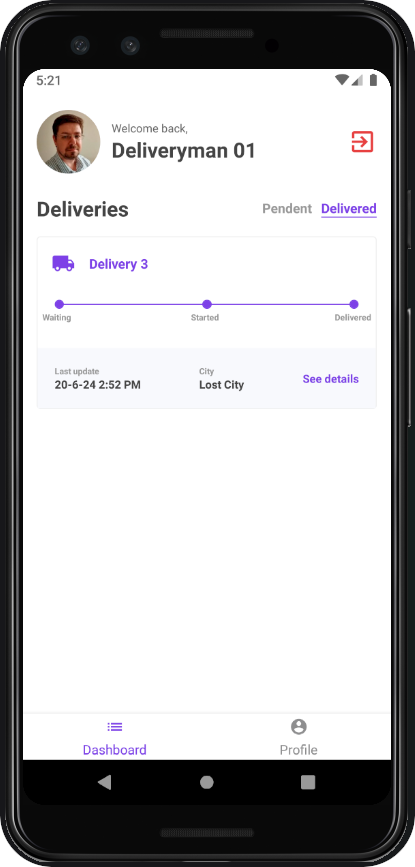 5:21
Welcome back,
Deliveryman 01
Deliveries
Pendent Delivered
Delivery 3
Waiting Started Delivered
Last update City
20-6-24 2:52 PM Lost City See details
Dashboard Profile